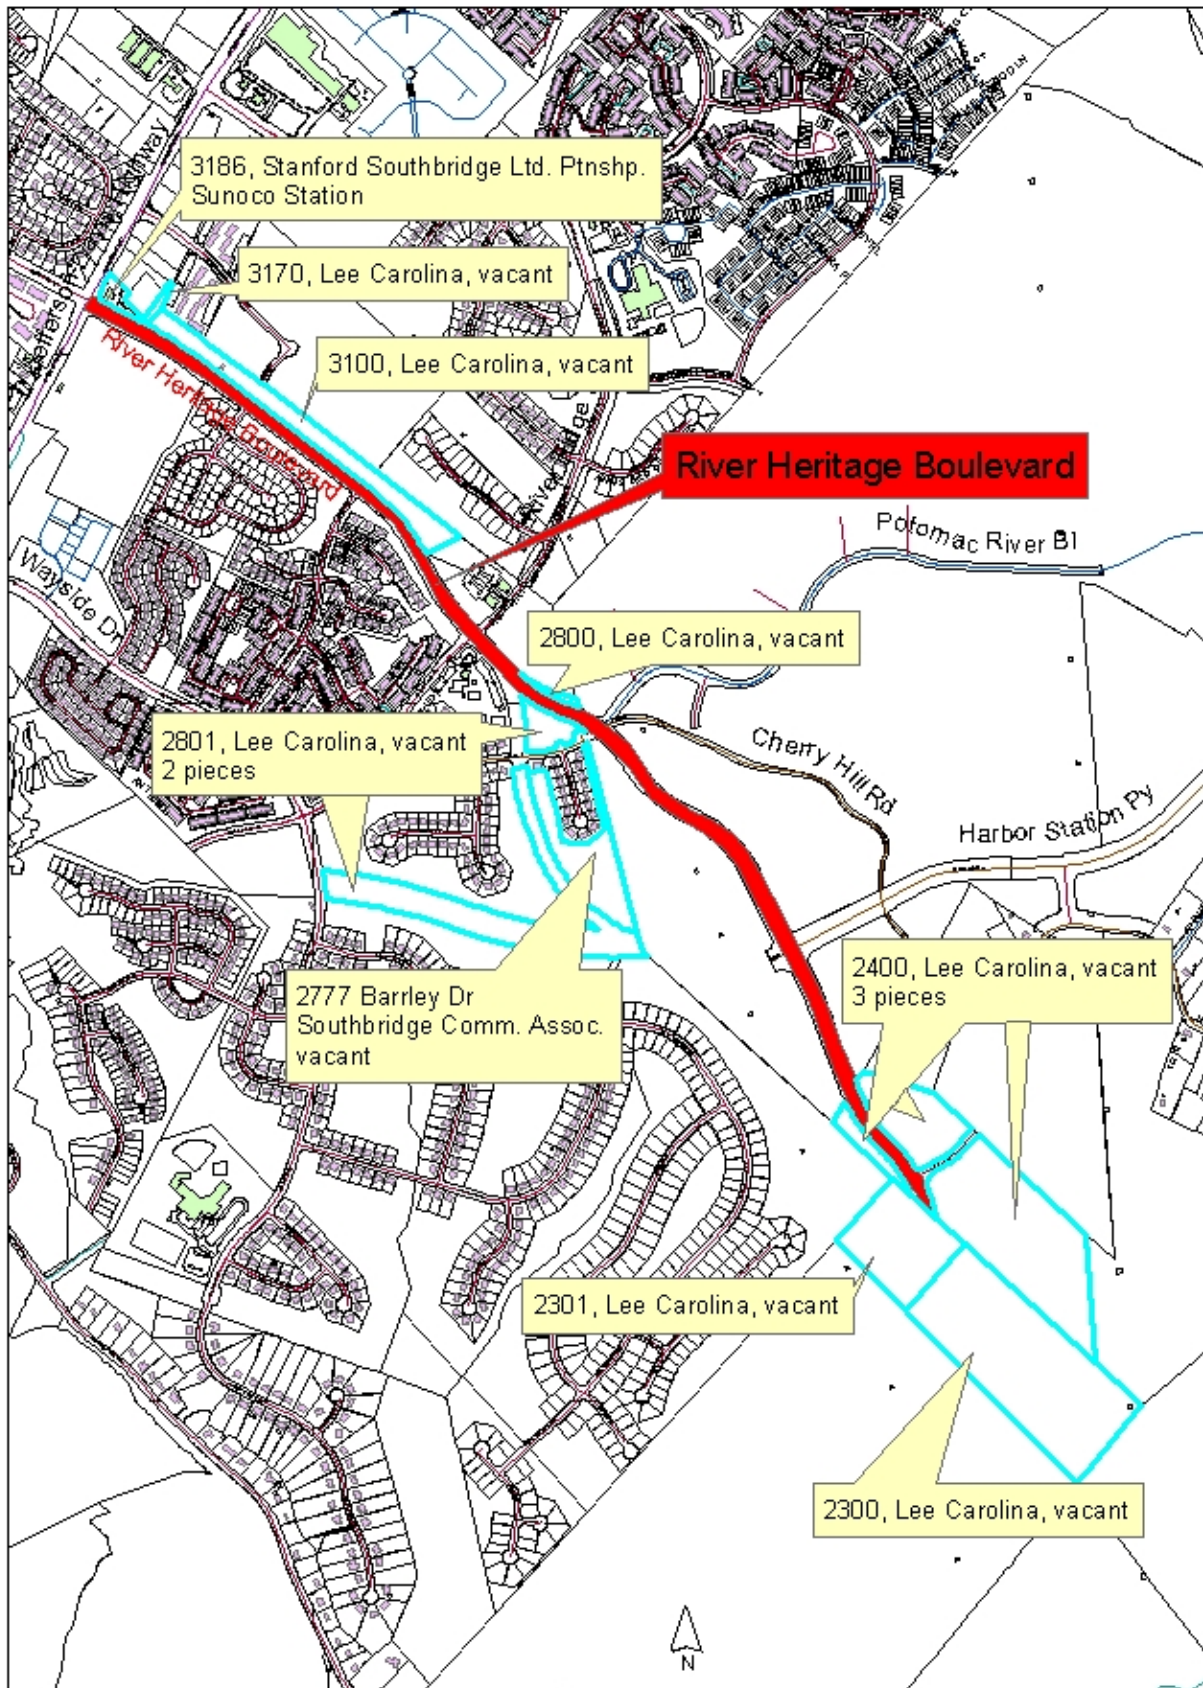 3186, Stanford Southbridge Ltd. Ptnshp.
Sunoco Station
3170, Lee Carolina, vacant
3100, Lee Carolina, vacant
River Heritage Boulevard
River Heritage Boulevard
Potomac River Bl
Wayside Dr
2800, Lee Carolina, vacant
2801, Lee Carolina, vacant
2 pieces
Cherry Hill Rd
Harbor Station Py
2400, Lee Carolina, vacant
3 pieces
2777 Barrley Dr
Southbridge Comm. Assoc.
vacant
2301, Lee Carolina, vacant
2300, Lee Carolina, vacant
N